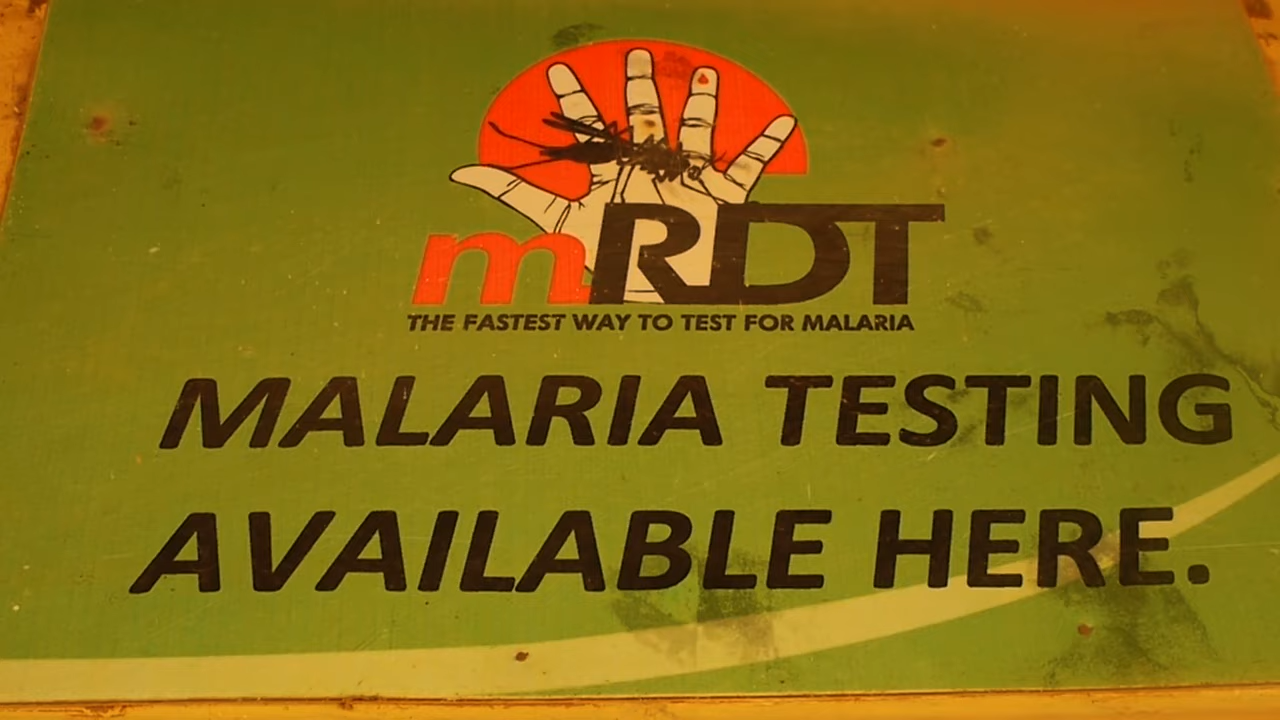 mRDT
THE FASTEST WAY TO TEST FOR MALARIA
MALARIA TESTING
AVAILABLE HERE.